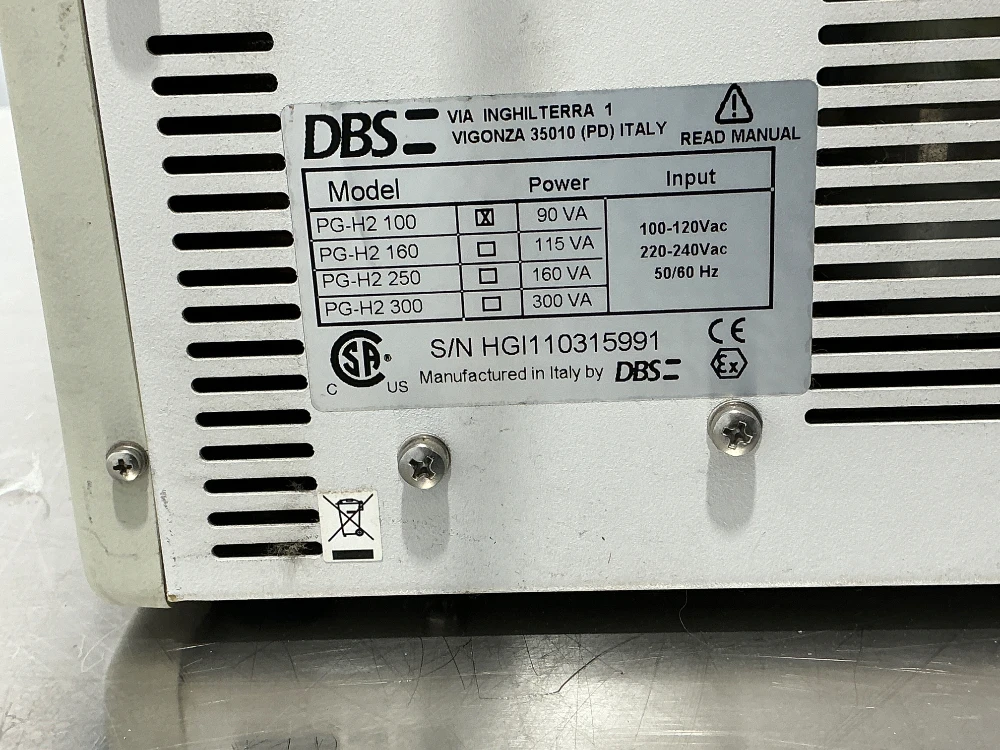 DBS
VIA INGHILTERRA 1
VIGONZA 35010 (PD) ITALY
READ MANUAL
Model Power Input
PG-H2 100 X 90 VA
PG-H2 160 115 VA
PG-H2 250 160 VA
PG-H2 300 300 VA
100-120Vac
220-240Vac
50/60 Hz
C SA ® US
S/N HGI110315991
Manufactured in Italy by DBS
CE
Ex